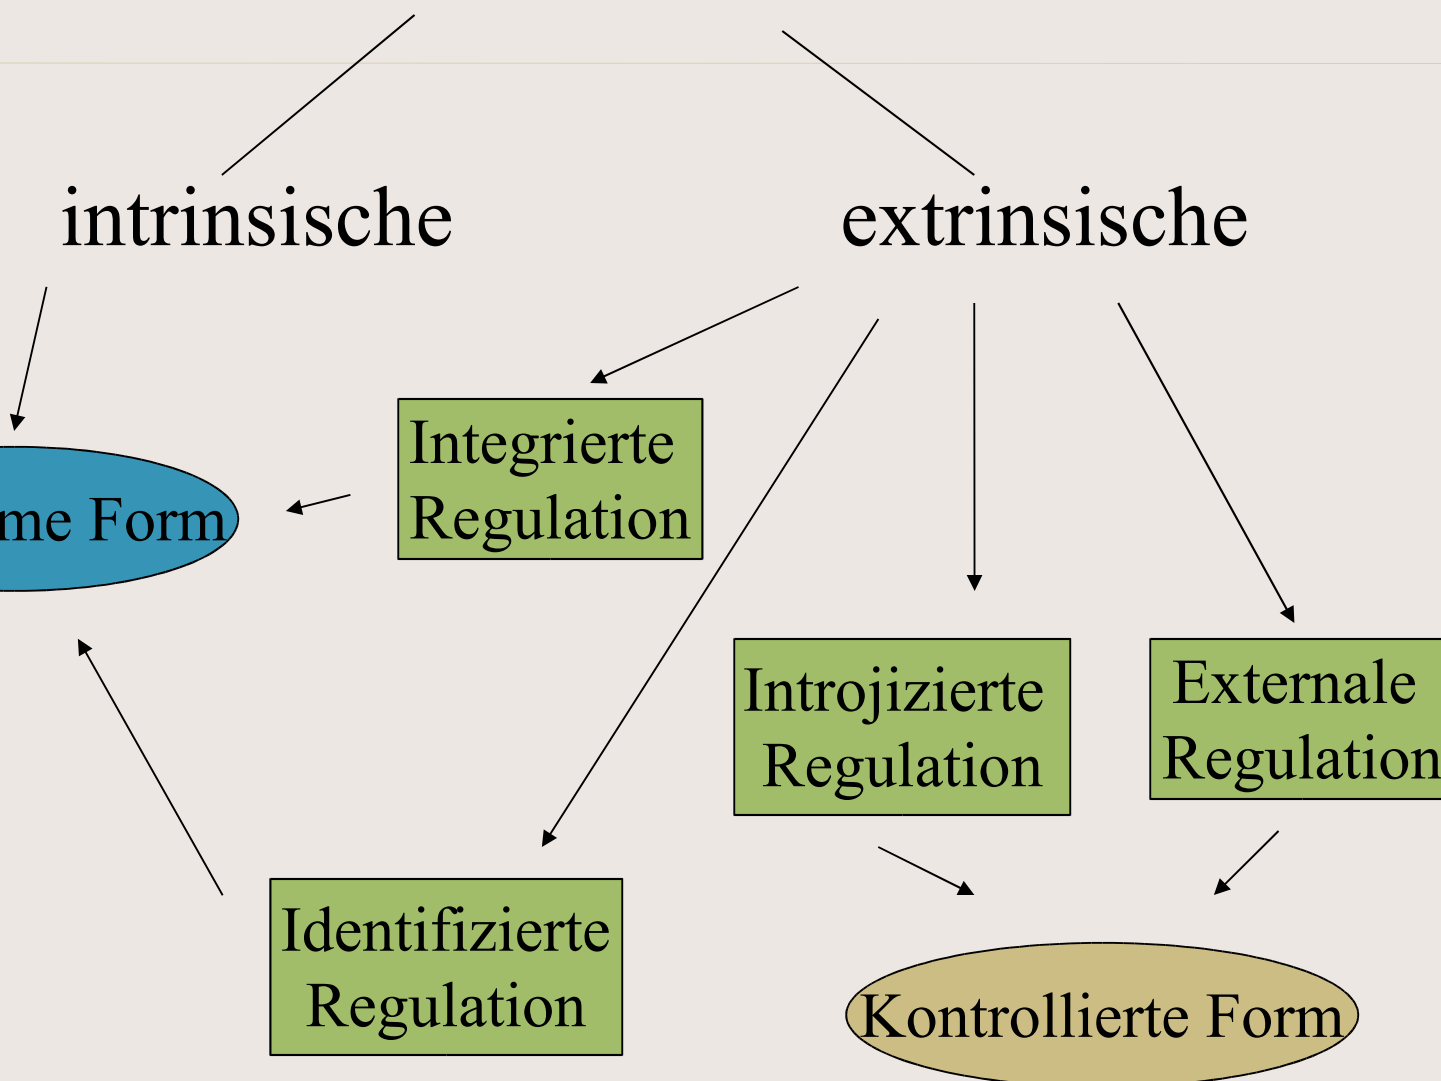 intrinsische
extrinsische
Integrierte
Regulation
me Form
Introjizierte
Regulation
Externale
Regulation
Identifizierte
Regulation
Kontrollierte Form